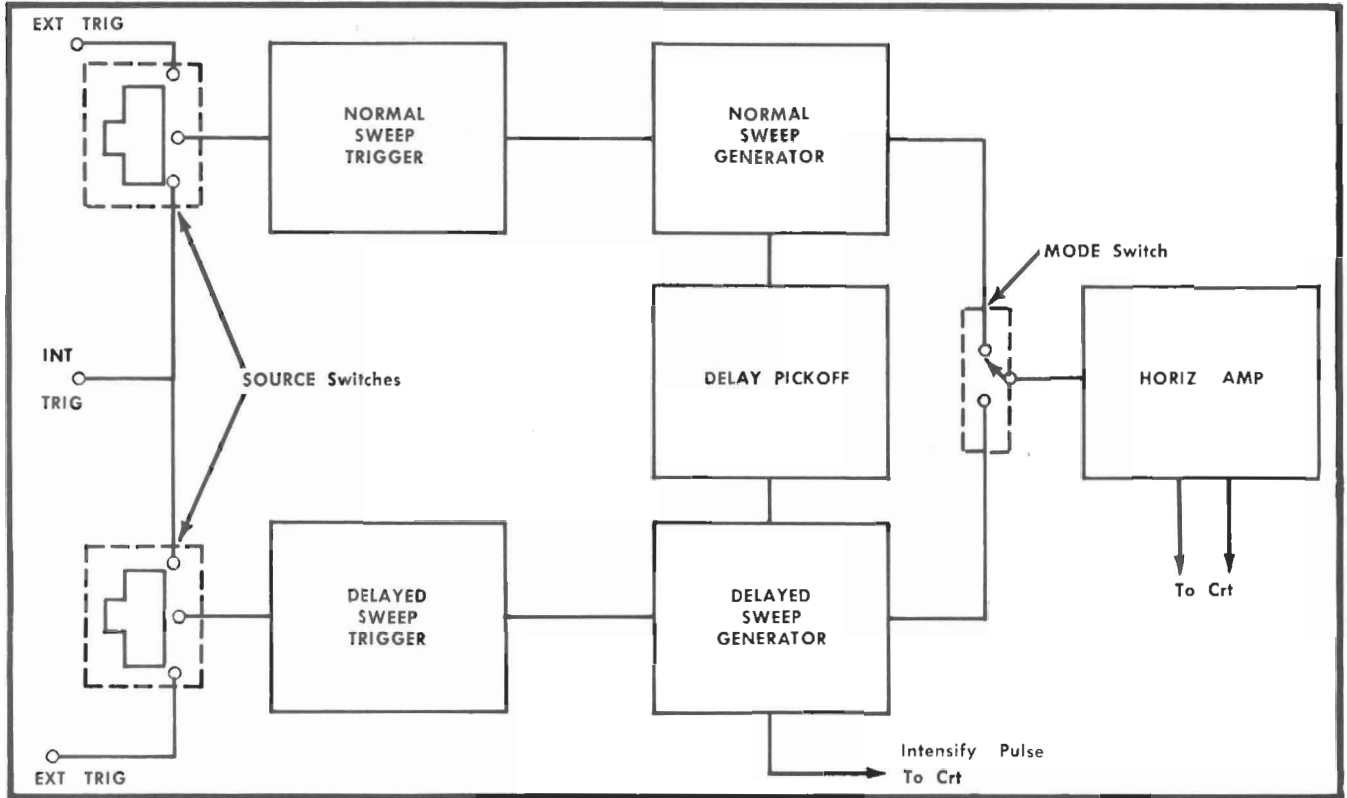 EXT TRIG
NORMAL
SWEEP
TRIGGER
NORMAL
SWEEP
GENERATOR
MODE Switch
INT
TRIG
SOURCE Switches
DELAY PICKOFF
HORIZ AMP
To Crt
DELAYED
SWEEP
TRIGGER
DELAYED
SWEEP
GENERATOR
EXT TRIG
Intensify Pulse
To Crt